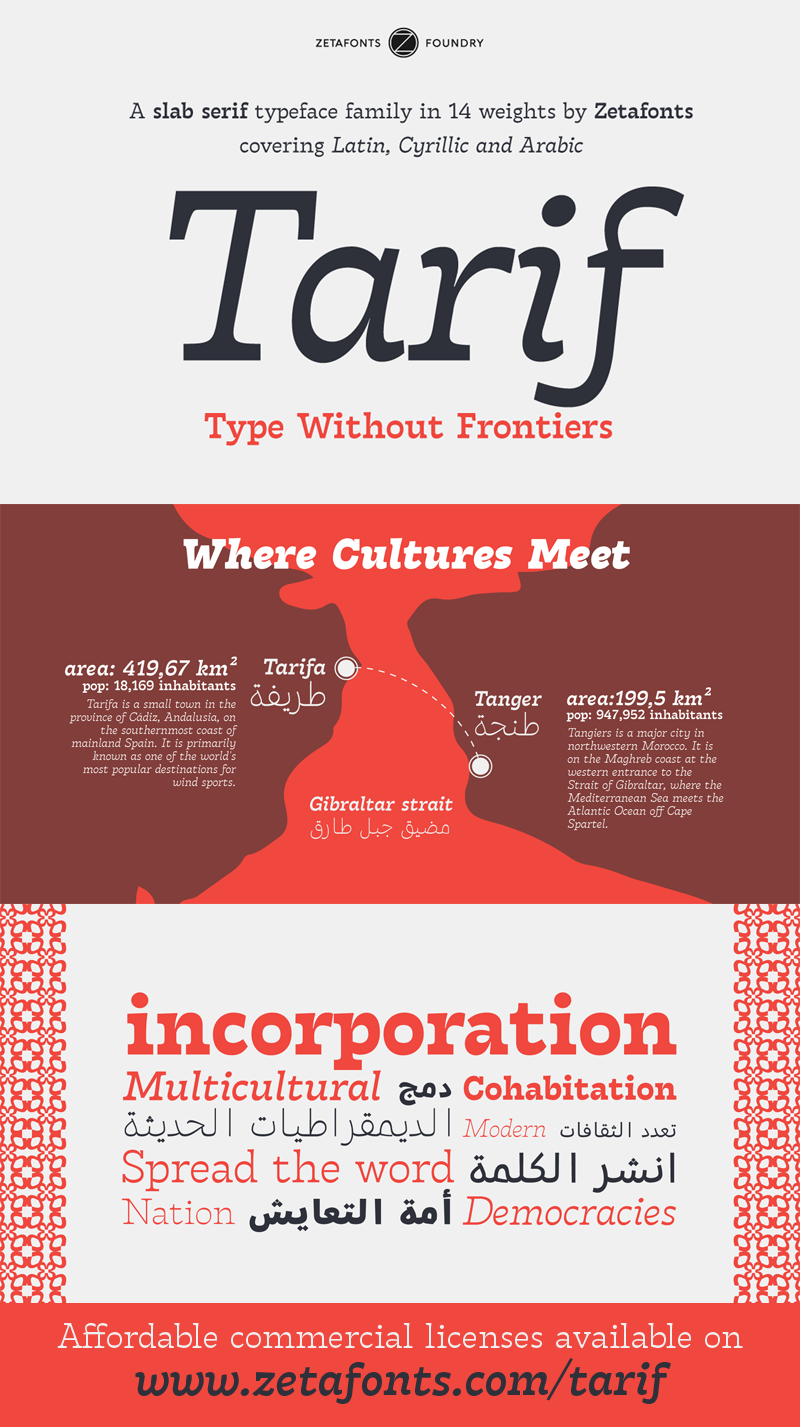 ZETAFONTS Z FOUNDRY
A slab serif typeface family in 14 weights by Zetafonts
covering Latin, Cyrillic and Arabic
Tarif
Type Without Frontiers
Where Cultures Meet
area: 419,67 km²
pop: 18,169 inhabitants
Tarifa is a small town in the
province of Cádiz, Andalusia, on
the southernmost coast of
mainland Spain. It is primarily
known as one of the world's
most popular destinations for
wind sports.
Tarifa
طريفة
Tanger
طنجة
area:199,5 km²
pop: 947,952 inhabitants
Tangiers is a major city in
northwestern Morocco. It is
on the Maghreb coast at the
western entrance to the
Strait of Gibraltar, where the
Mediterranean Sea meets the
Atlantic Ocean off Cape
Spartel.
Gibraltar strait
مضيق جبل طارق
incorporation
Multicultural دمج Cohabitation
الديمقراطيات الحديثة Modern تعدد الثقافات
Spread the word انشر الكلمة
Nation أمة التعايش Democracies
Affordable commercial licenses available on
www.zetafonts.com/tarif